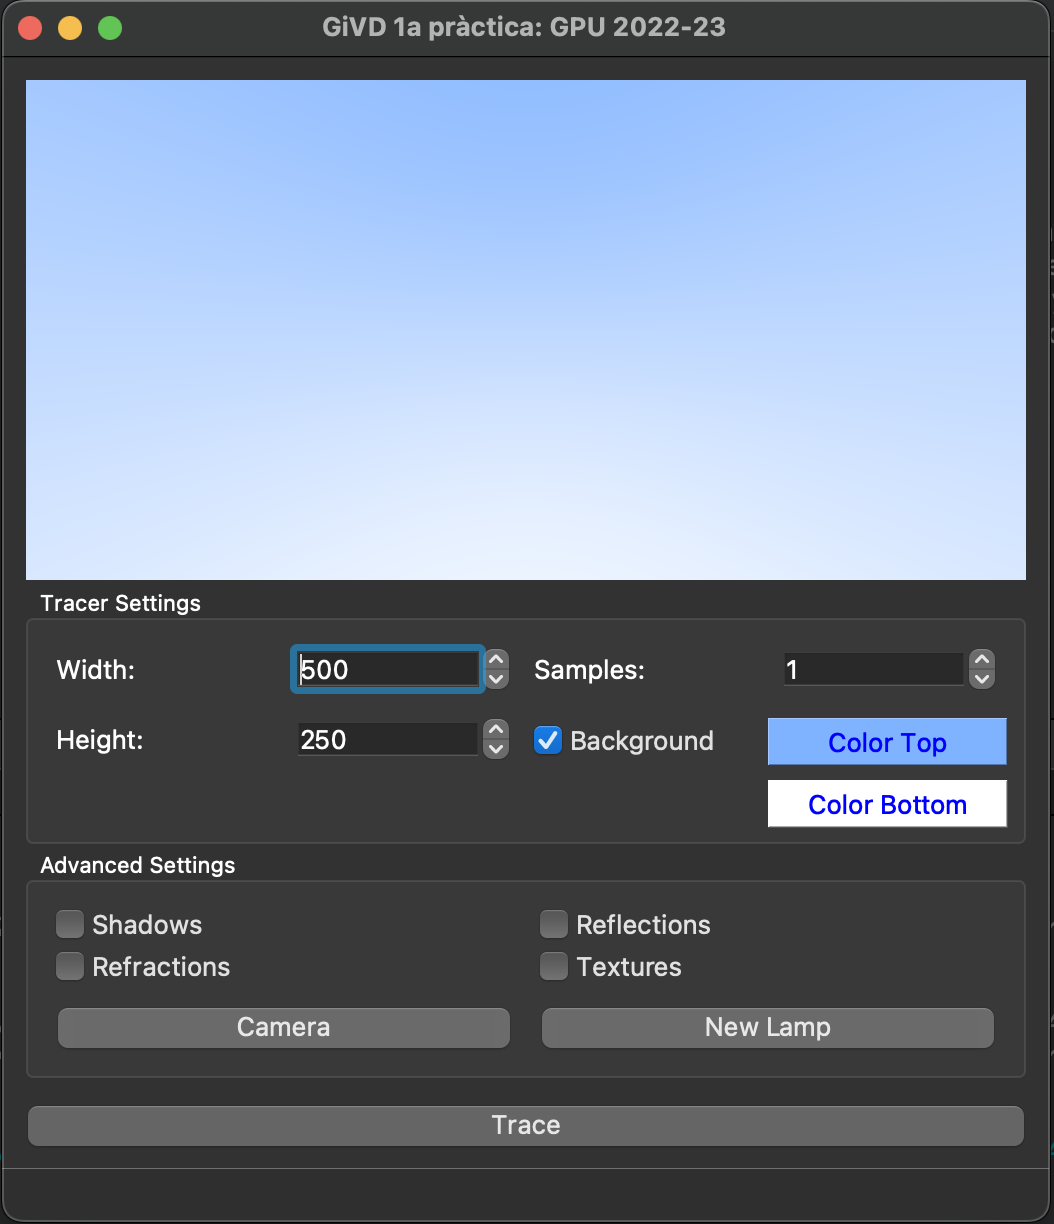 GiVD 1a pràctica: GPU 2022-23
Tracer Settings
Width: 500 Samples: 1
Height: 250 Background Color Top
Color Bottom
Advanced Settings
Shadows Reflections
Refractions Textures
Camera New Lamp
Trace